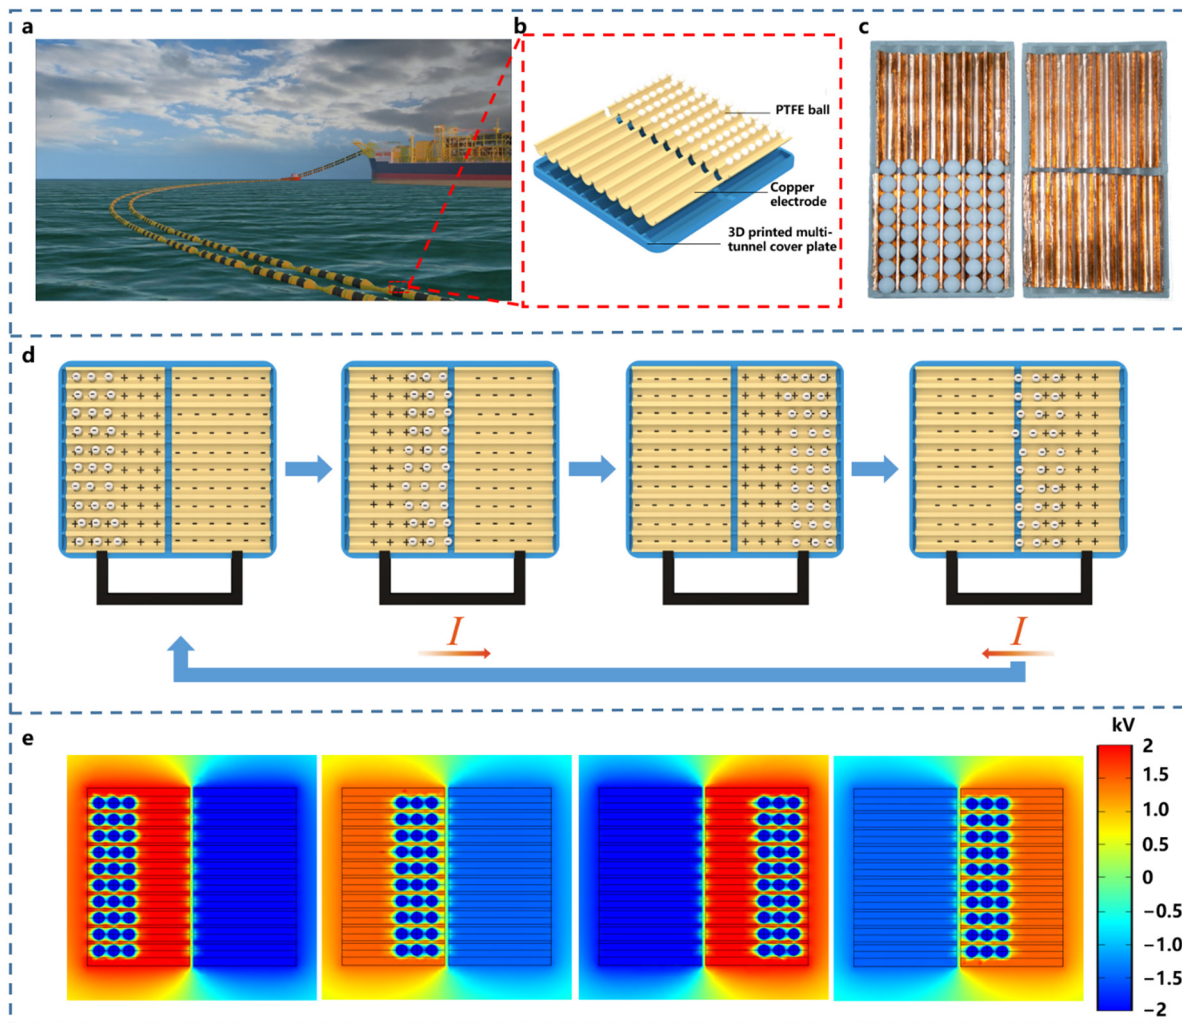 a
b
c
PTFE ball
Copper
electrode
3D printed multi-
tunnel cover plate
d
I
I
e
kV
2
1.5
1.0
0.5
0
−0.5
−1.0
−1.5
−2